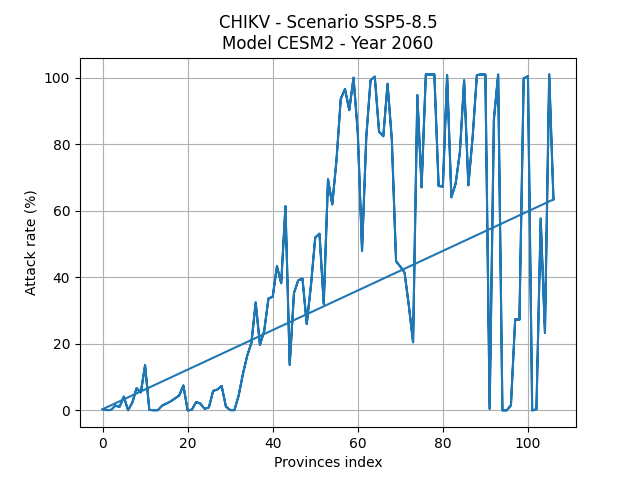 CHIKV - Scenario SSP5-8.5
Model CESM2 - Year 2060
Attack rate (%)
100
80
60
40
20
0
0 20 40 60 80 100
Provinces index